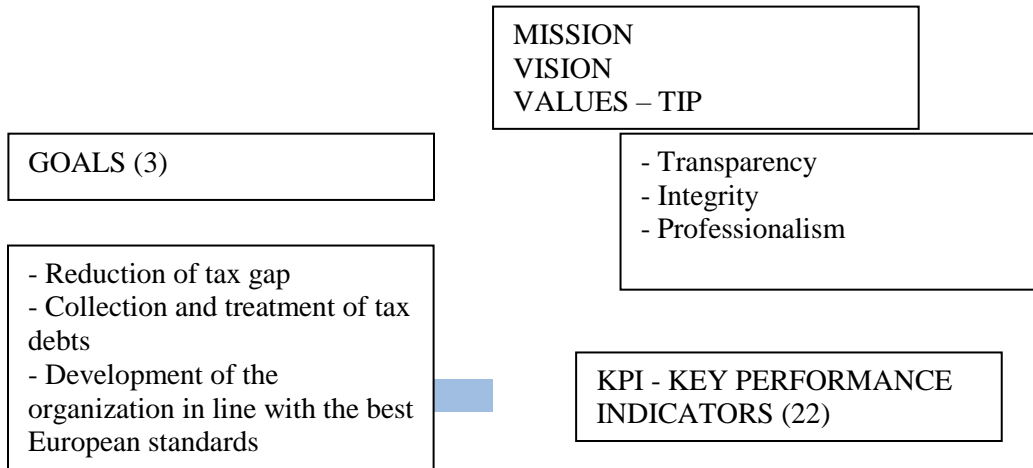 MISSION
VISION
VALUES – TIP
GOALS (3)
- Transparency
- Integrity
- Professionalism
- Reduction of tax gap
- Collection and treatment of tax
debts
- Development of the
organization in line with the best
European standards
KPI - KEY PERFORMANCE
INDICATORS (22)